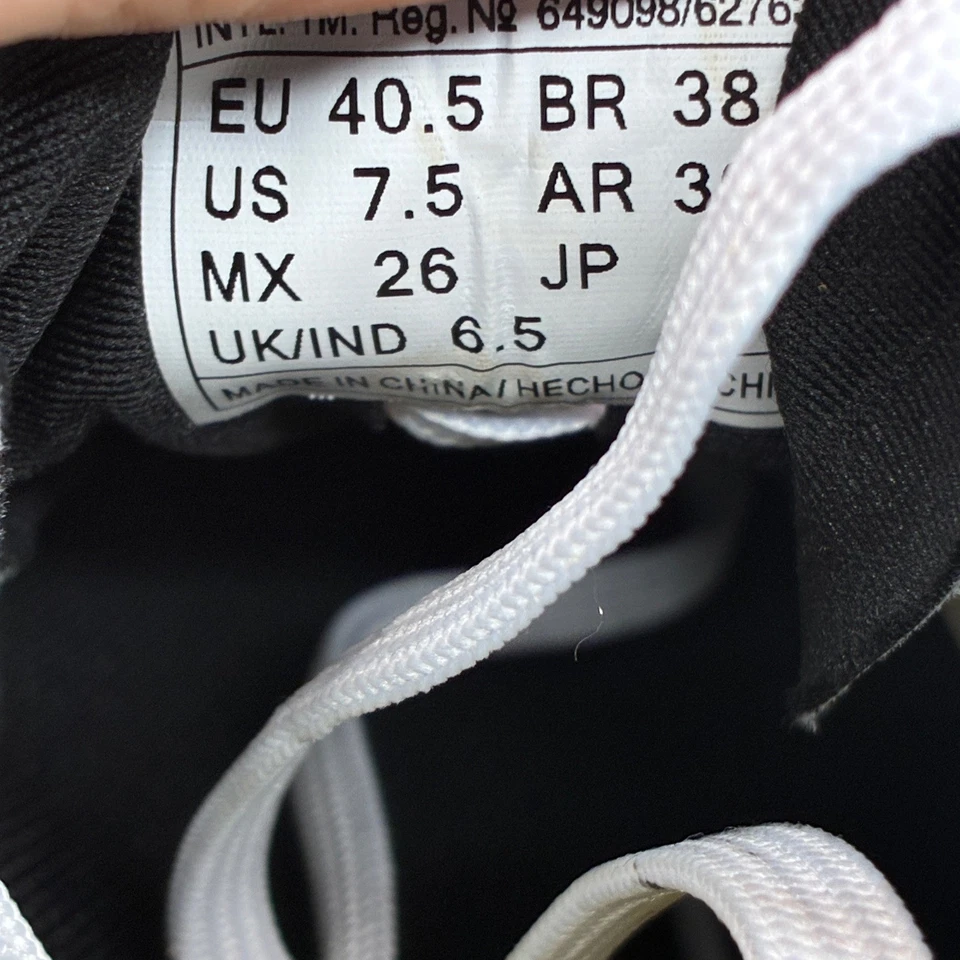 INTL. TM. Reg. Nº 649098/6276
EU 40.5 BR 38
US 7.5 AR
MX 26 JP
UK/IND 6.5
MADE IN CHINA / HECHO